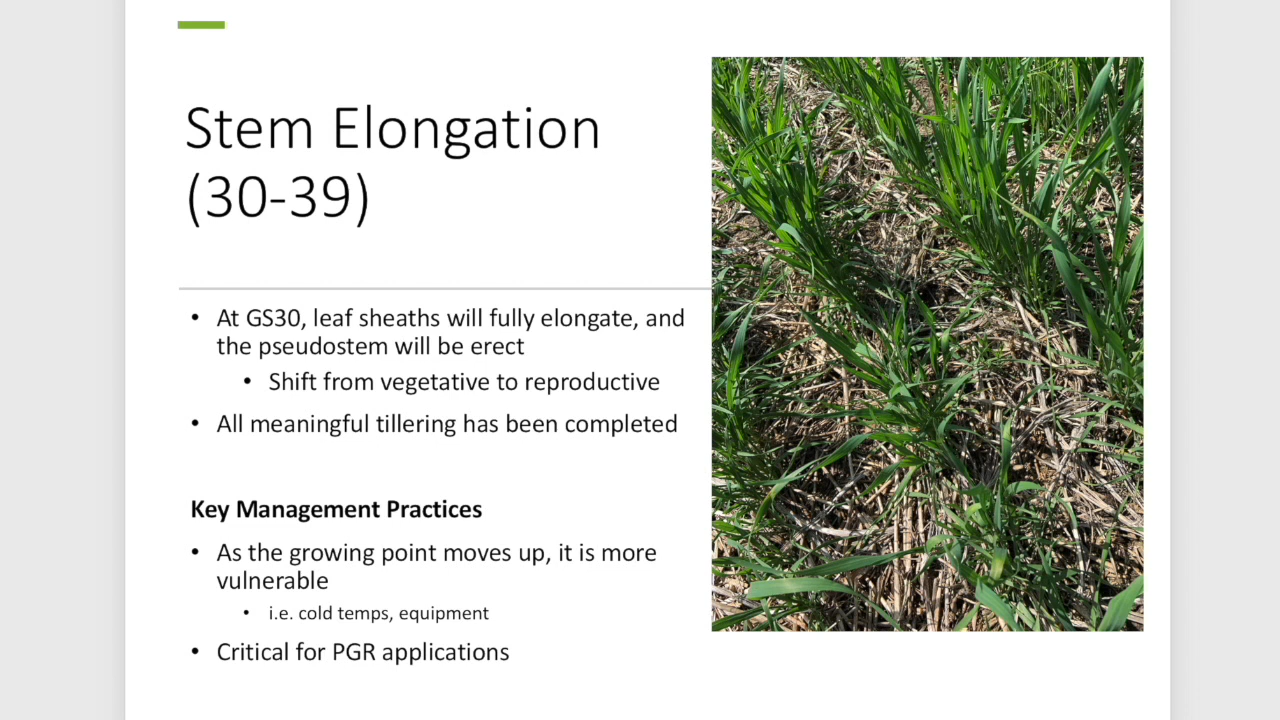 Stem Elongation
(30-39)
• At GS30, leaf sheaths will fully elongate, and
the pseudostem will be erect
• Shift from vegetative to reproductive
• All meaningful tillering has been completed
Key Management Practices
• As the growing point moves up, it is more
vulnerable
• i.e. cold temps, equipment
• Critical for PGR applications